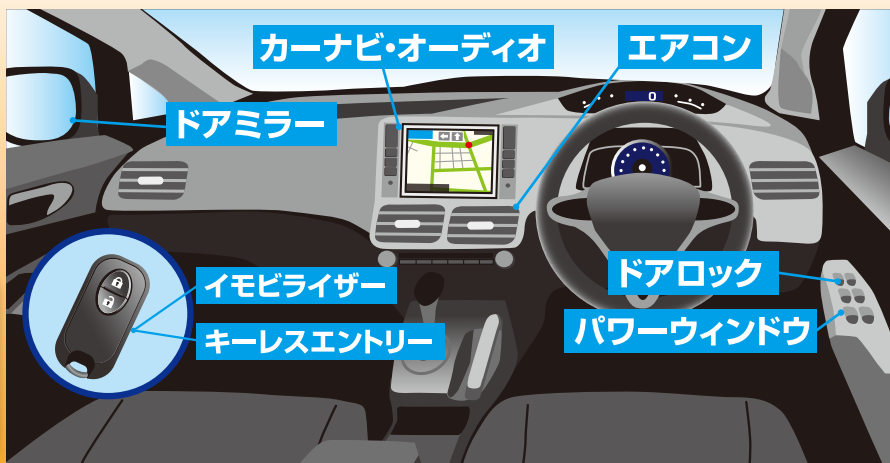 カーナビ・オーディオ
エアコン
ドアミラー
0
イモビライザー
キーレスエントリー
ドアロック
パワーウィンドウ